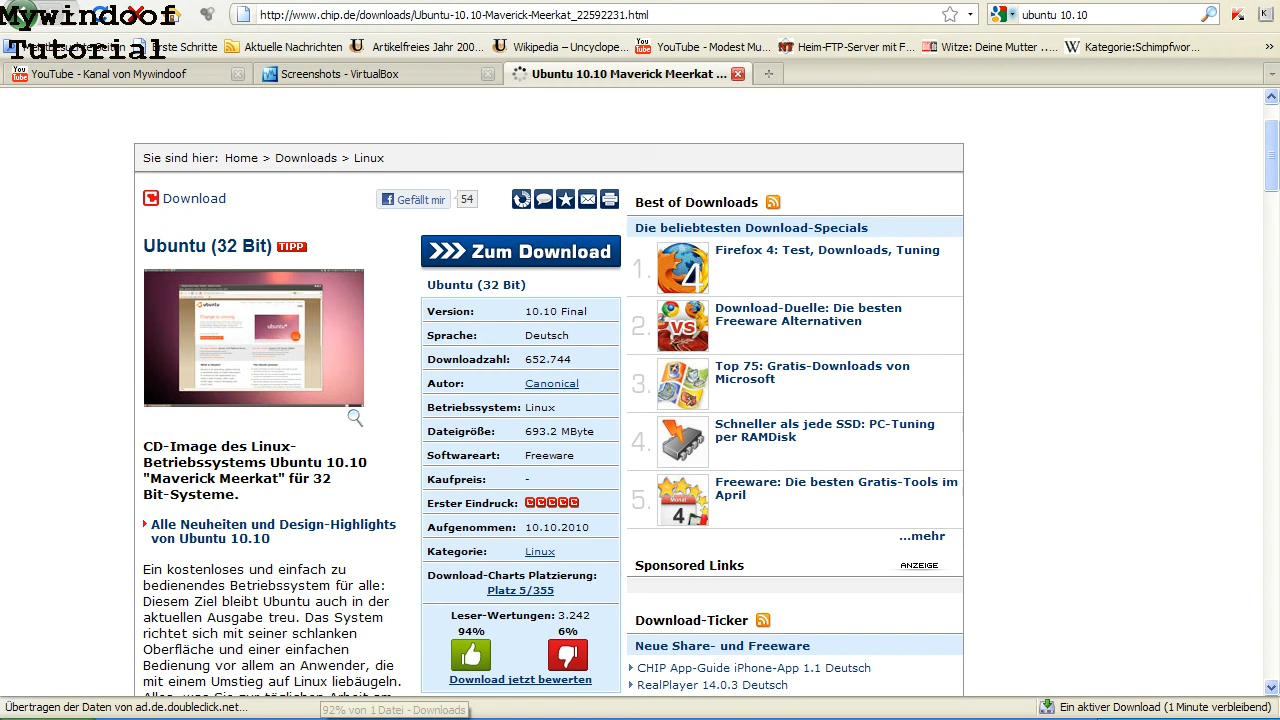 Mywindoof
Tutorial
http://www.chip.de/downloads/Ubuntu-10.10-Maverick-Meerkat_22592231.html
ubuntu 10.10
Erste Schritte
Aktuelle Nachrichten
Artikelfreies Jahr 200...
Wikipedia – Uncyclope...
YouTube - Modest Mu...
Heim-FTP-Server mit F...
Witze: Deine Mutter ....
Kategorie:Schimpfwor...
YouTube - Kanal von Mywindoof
Screenshots - VirtualBox
Ubuntu 10.10 Maverick Meerkat ...
Sie sind hier: Home > Downloads > Linux
Download
Gefällt mir
54
Ubuntu (32 Bit) TIPP
CD-Image des Linux-
Betriebssystems Ubuntu 10.10
"Maverick Meerkat" für 32
Bit-Systeme.
Alle Neuheiten und Design-Highlights
von Ubuntu 10.10
Ein kostenloses und einfach zu
bedienendes Betriebssystem für alle:
Diesem Ziel bleibt Ubuntu auch in der
aktuellen Ausgabe treu. Das System
richtet sich mit seiner schlanken
Oberfläche und einer einfachen
Bedienung vor allem an Anwender, die
mit einem Umstieg auf Linux liebäugeln.
Zum Download
Ubuntu (32 Bit)
Version: 10.10 Final
Sprache: Deutsch
Downloadzahl: 652.744
Autor: Canonical
Betriebssystem: Linux
Dateigröße: 693.2 MByte
Softwareart: Freeware
Kaufpreis: -
Erster Eindruck:
Aufgenommen: 10.10.2010
Kategorie: Linux
Download-Charts Platzierung:
Platz 5/355
Leser-Wertungen: 3.242
94% 6%
Download jetzt bewerten
Best of Downloads
Die beliebtesten Download-Specials
1. Firefox 4: Test, Downloads, Tuning
2. Download-Duelle: Die besten
Freeware Alternativen
3. Top 75: Gratis-Downloads von
Microsoft
4. Schneller als jede SSD: PC-Tuning
per RAMDisk
5. Freeware: Die besten Gratis-Tools im
April
...mehr
Sponsored Links
ANZEIGE
Download-Ticker
Neue Share- und Freeware
CHIP App-Guide iPhone-App 1.1 Deutsch
RealPlayer 14.0.3 Deutsch
Übertragen der Daten von ad.de.doubleclick.net...
92% von 1 Datei - Downloads
Ein aktiver Download (1 Minute verbleibend)